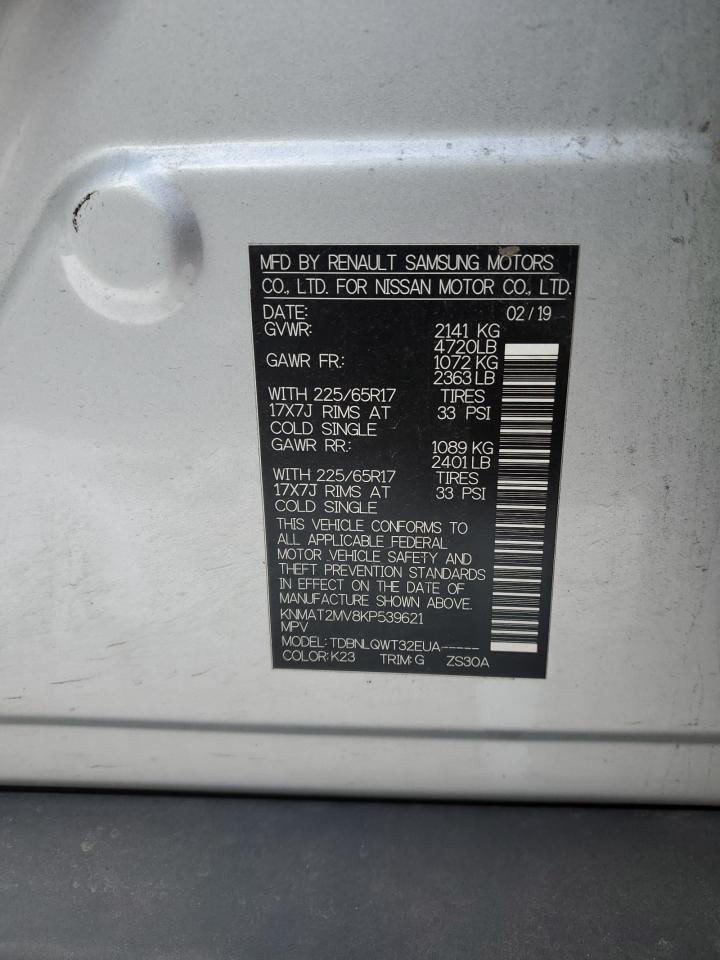 MFD BY RENAULT SAMSUNG MOTORS
CO., LTD. FOR NISSAN MOTOR CO., LTD.
DATE: 02/19
GVWR: 2141 KG
4720LB
GAWR FR.: 1072 KG
2363 LB
WITH 225/65R17 TIRES
17X7J RIMS AT 33 PSI
COLD SINGLE
GAWR RR.: 1089 KG
2401 LB
WITH 225/65R17 TIRES
17X7J RIMS AT 33 PSI
COLD SINGLE
THIS VEHICLE CONFORMS TO
ALL APPLICABLE FEDERAL
MOTOR VEHICLE SAFETY AND
THEFT PREVENTION STANDARDS
IN EFFECT ON THE DATE OF
MANUFACTURE SHOWN ABOVE.
KNMAT2MV8KP539621
MPV
MODEL: TDBNLQWT32EUA-----
COLOR: K23 TRIM: G ZS30A